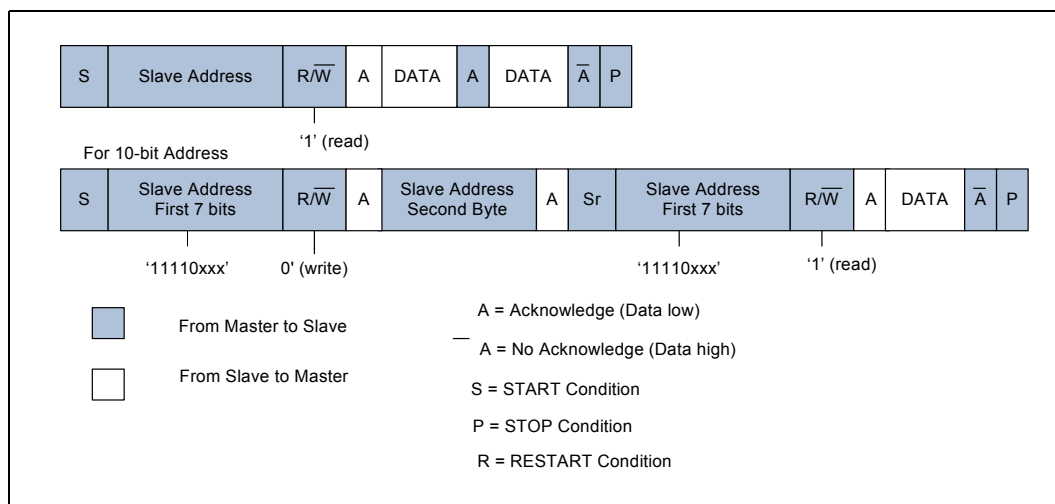 S Slave Address R/W̅ A DATA A DATA A̅ P
‘1’ (read)
For 10-bit Address
S Slave Address First 7 bits R/W̅ A Slave Address Second Byte A Sr Slave Address First 7 bits R/W̅ A DATA A̅ P
‘11110xxx’ 0' (write) ‘11110xxx’ ‘1’ (read)
From Master to Slave
From Slave to Master
A = Acknowledge (Data low)
A̅ = No Acknowledge (Data high)
S = START Condition
P = STOP Condition
R = RESTART Condition